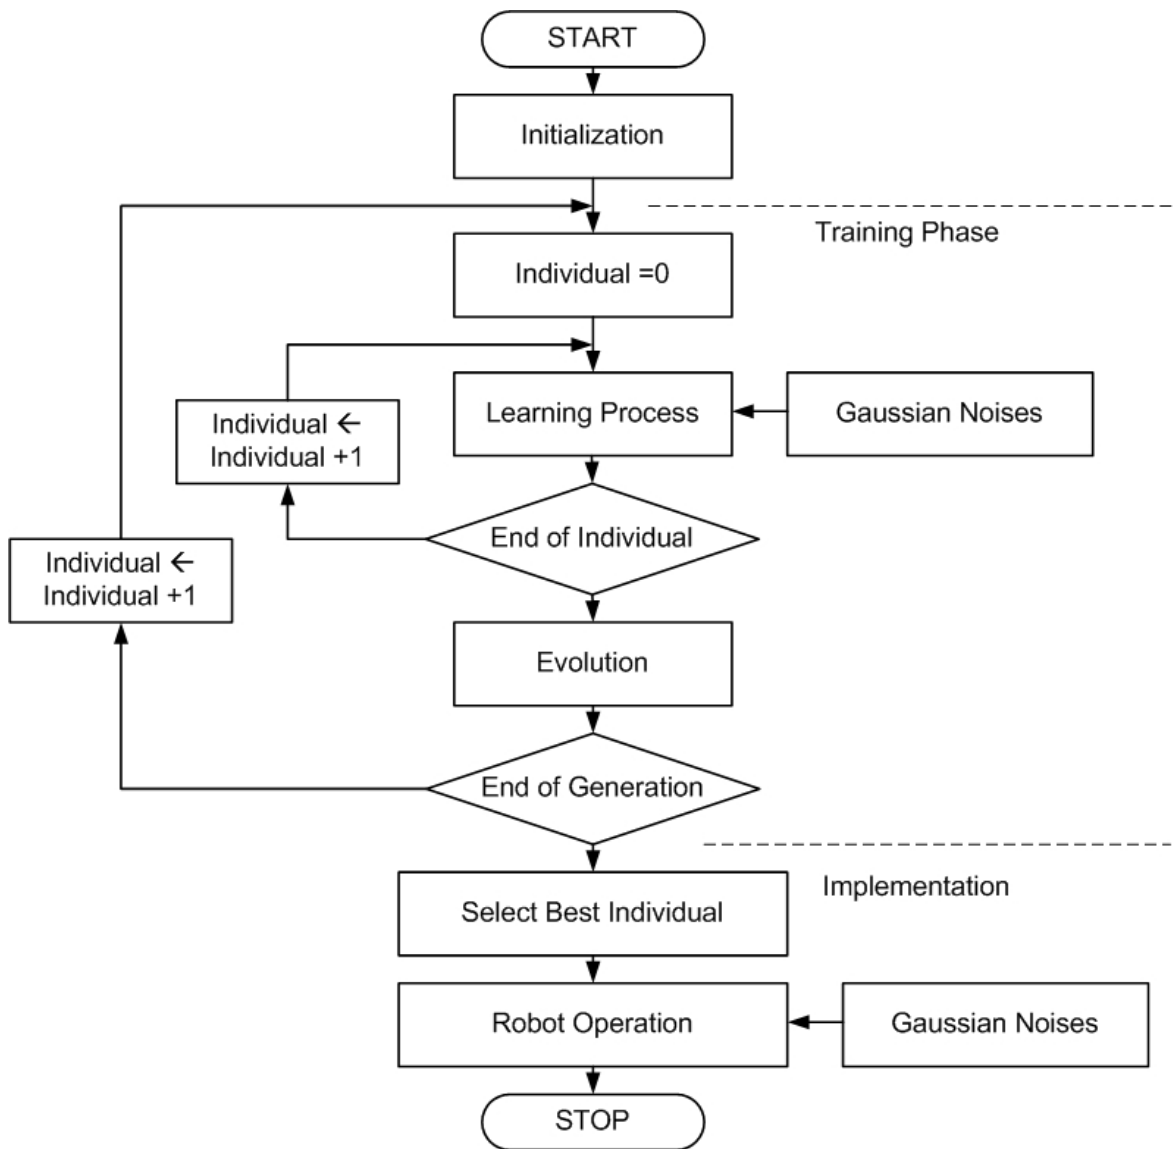 START
Initialization
Training Phase
Individual =0
Individual ←
Individual +1
Learning Process
Gaussian Noises
End of Individual
Individual ←
Individual +1
Evolution
End of Generation
Implementation
Select Best Individual
Robot Operation
Gaussian Noises
STOP